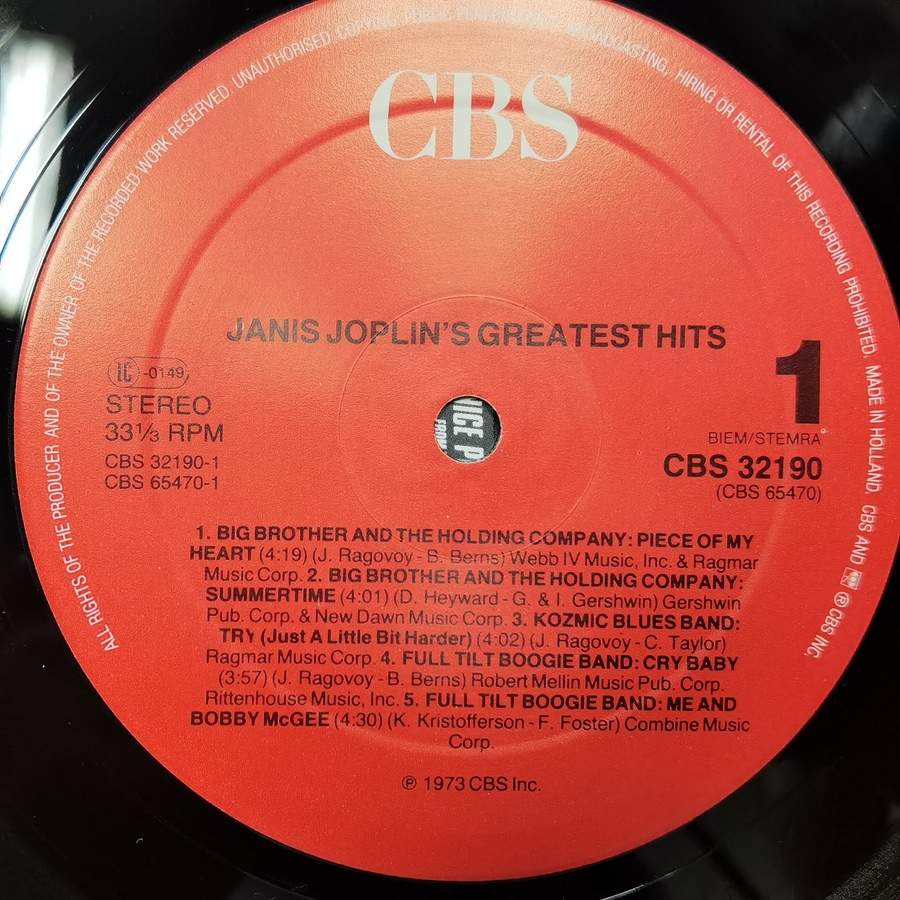 ALL RIGHTS OF THE PRODUCER AND OF THE OWNER OF THE RECORDED WORK RESERVED. UNAUTHORISED COPYING PUBLIC BROADCASTING, HIRING OR RENTAL OF THIS RECORDING PROHIBITED. MADE IN HOLLAND. CBS AND ℗ CBS INC.
CBS
JANIS JOPLIN'S GREATEST HITS
LC -0149
STEREO
33⅓ RPM
CBS 32190-1
CBS 65470-1
NICE P
FROM
1
BIEM/STEMRA
CBS 32190
(CBS 65470)
1. BIG BROTHER AND THE HOLDING COMPANY: PIECE OF MY
HEART (4:19) (J. Ragovoy - B. Berns) Webb IV Music, Inc. & Ragmar
Music Corp. 2. BIG BROTHER AND THE HOLDING COMPANY:
SUMMERTIME (4:01) (D. Heyward - G. & I. Gershwin) Gershwin
Pub. Corp. & New Dawn Music Corp. 3. KOZMIC BLUES BAND:
TRY (Just A Little Bit Harder) (4:02) (J. Ragovoy - C. Taylor)
Ragmar Music Corp. 4. FULL TILT BOOGIE BAND: CRY BABY
(3:57) (J. Ragovoy - B. Berns) Robert Mellin Music Pub. Corp.
Rittenhouse Music, Inc. 5. FULL TILT BOOGIE BAND: ME AND
BOBBY McGEE (4:30) (K. Kristofferson - F. Foster) Combine Music
Corp.
℗ 1973 CBS Inc.